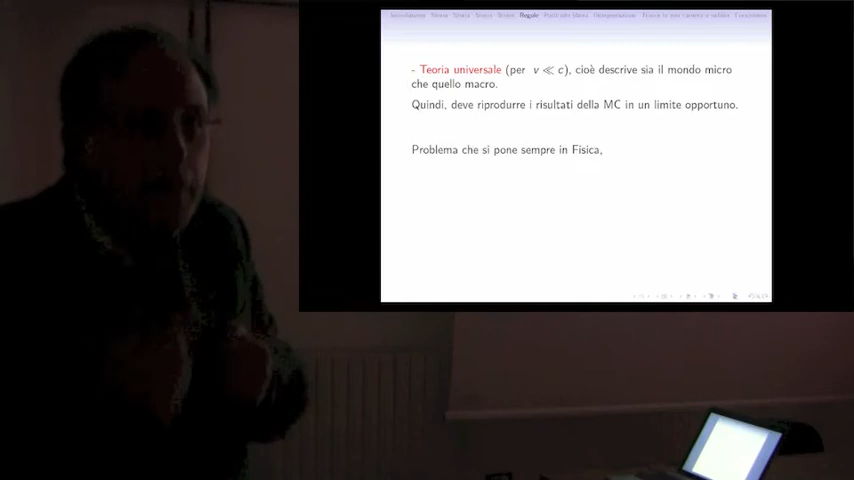 Regole
- Teoria universale (per v ≪ c), cioè descrive sia il mondo micro
che quello macro.
Quindi, deve riprodurre i risultati della MC in un limite opportuno.
Problema che si pone sempre in Fisica,